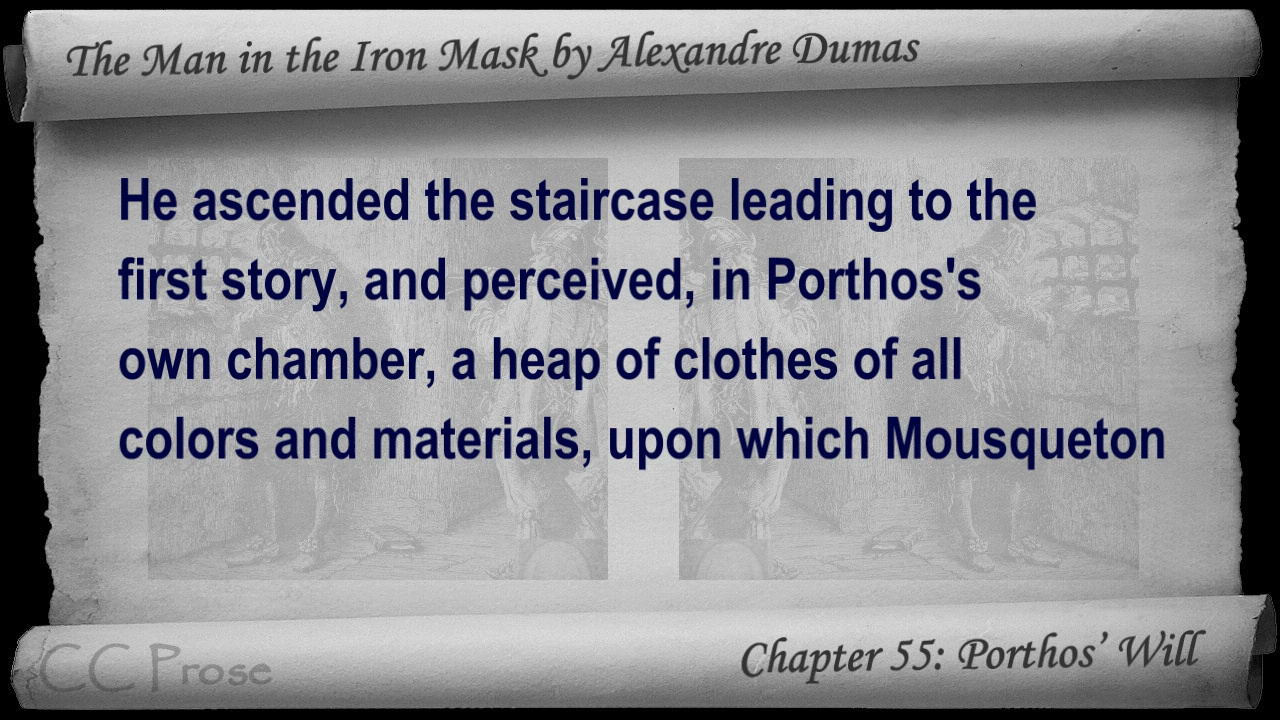 The Man in the Iron Mask by Alexandre Dumas
He ascended the staircase leading to the
first story, and perceived, in Porthos's
own chamber, a heap of clothes of all
colors and materials, upon which Mousqueton
CC Prose
Chapter 55: Porthos’ Will